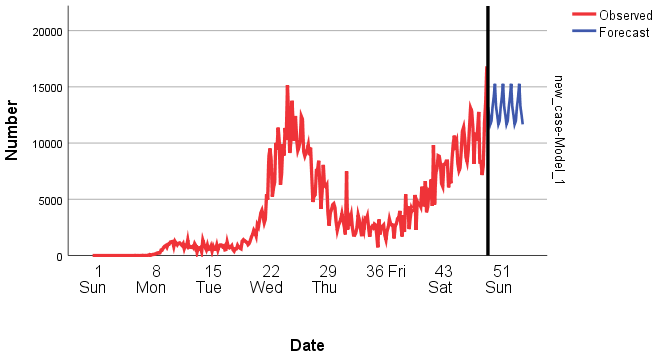 Observed
Forecast
20000
15000
10000
5000
0
Number
new_case-Model_1
1 8 15 22 29 36 Fri 43 51
Sun Mon Tue Wed Thu Sat Sun
Date